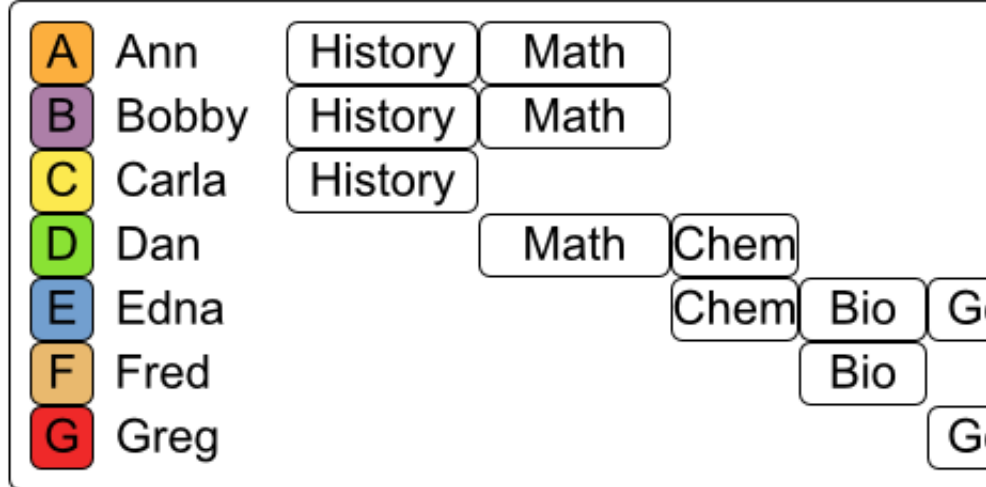 A Ann History Math
B Bobby History Math
C Carla History
D Dan Math Chem
E Edna Chem Bio
F Fred Bio
G Greg